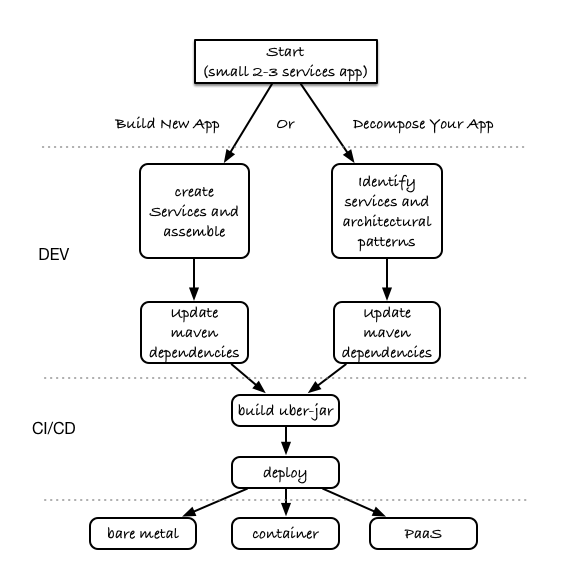 Start
(small 2-3 services app)
Build New App
Or
Decompose Your App
create
Services and
assemble
Identify
services and
architectural
patterns
DEV
Update
maven
dependencies
Update
maven
dependencies
build uber-jar
CI/CD
deploy
bare metal
container
PaaS